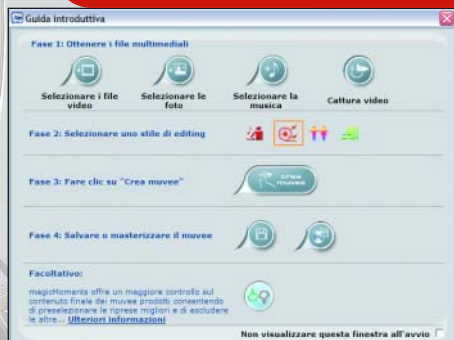 Guida introduttiva
Fase 1: Ottenere i file multimediali
Selezionare i file video
Selezionare le foto
Selezionare la musica
Cattura video
Fase 2: Selezionare uno stile di editing
Fase 3: Fare clic su "Crea muvee"
crea muvee
Fase 4: Salvare o masterizzare il muvee
Facoltativo:
magicMoments offre un maggiore controllo sul
contenuto finale dei muvee prodotti consentendo
di preselezionare le riprese migliori e di escludere
le altre... Ulteriori informazioni
Non visualizzare questa finestra all'avvio